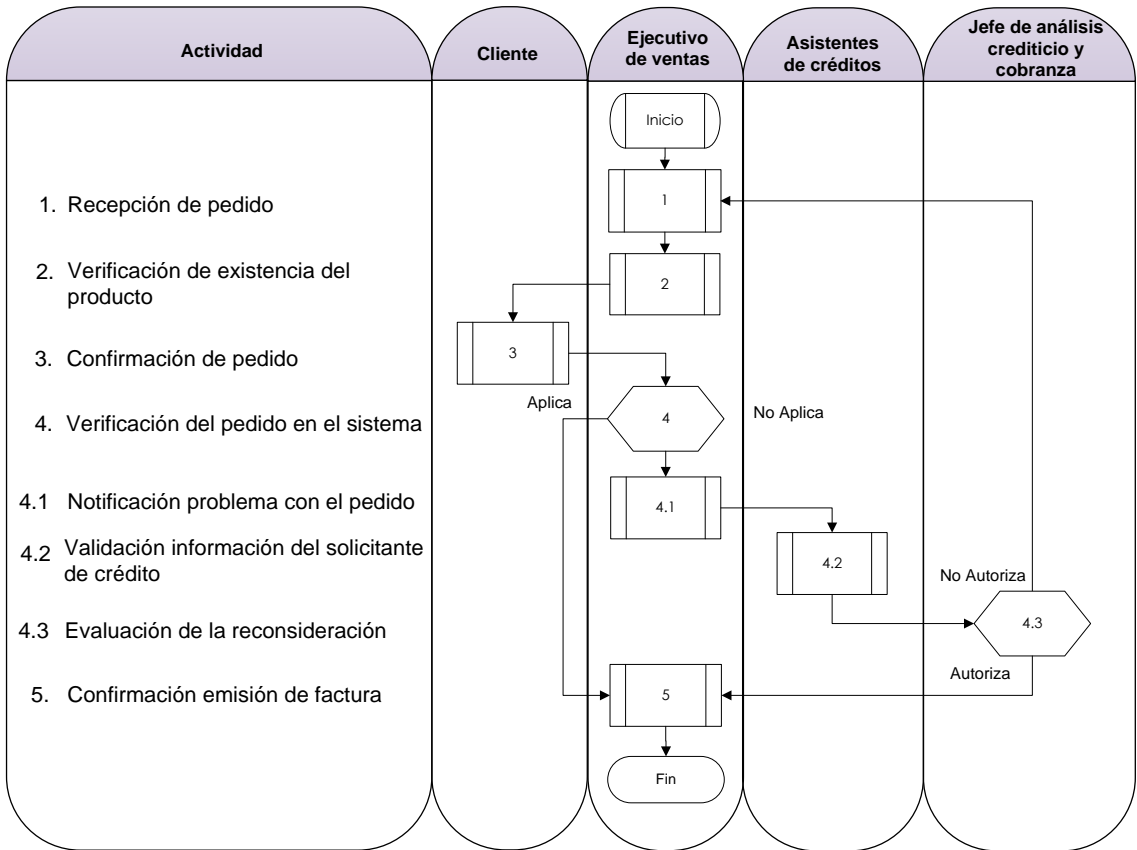 Actividad
Cliente
Ejecutivo
de ventas
Asistentes
de créditos
Jefe de análisis
crediticio y
cobranza
Inicio
1. Recepción de pedido
1
2. Verificación de existencia del
producto
2
3. Confirmación de pedido
3
Aplica
4. Verificación del pedido en el sistema
4
No Aplica
4.1 Notificación problema con el pedido
4.1
4.2 Validación información del solicitante
de crédito
4.2
No Autoriza
4.3 Evaluación de la reconsideración
4.3
Autoriza
5. Confirmación emisión de factura
5
Fin